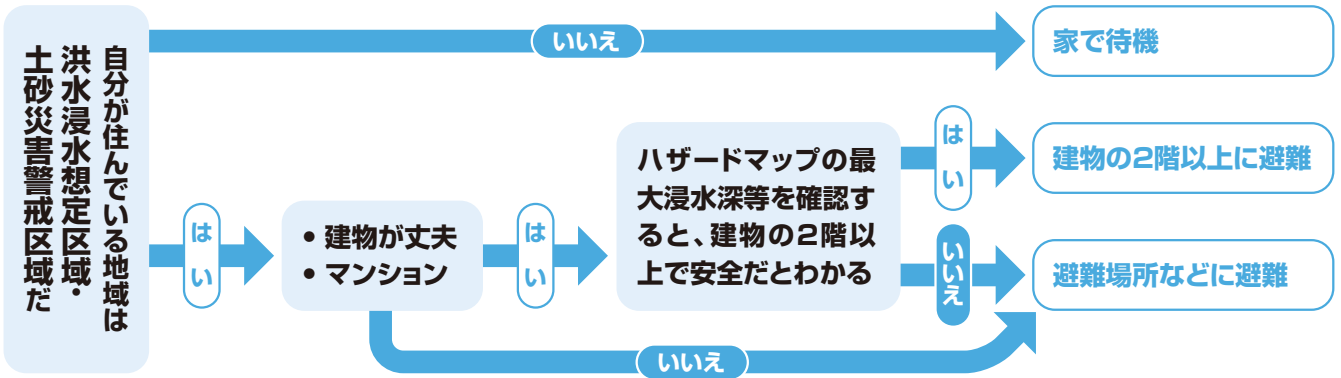 自分が住んでいる地域は
洪水浸水想定区域・
土砂災害警戒区域だ
いいえ
家で待機
はい
• 建物が丈夫
• マンション
はい
ハザードマップの最
大浸水深等を確認す
ると、建物の2階以
上で安全だとわかる
はい
建物の2階以上に避難
いいえ
避難場所などに避難
いいえ